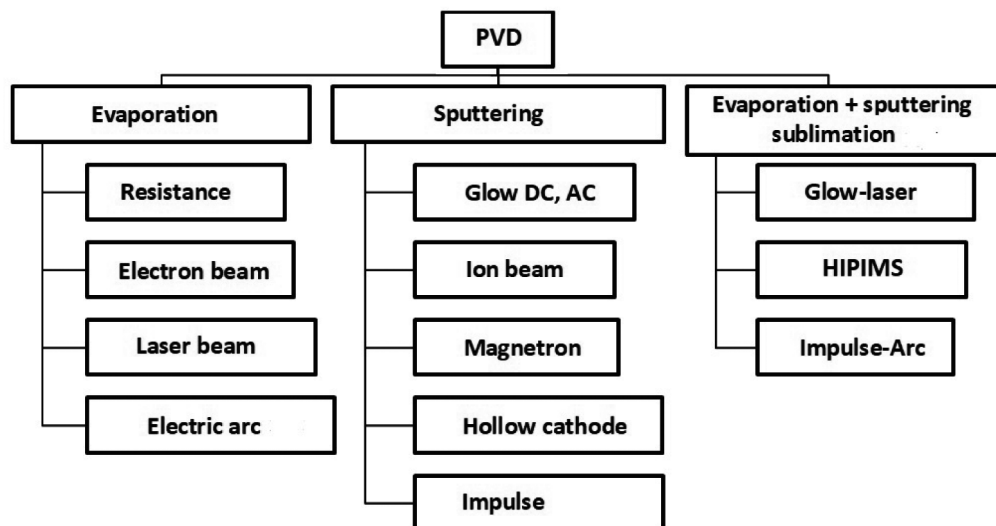 PVD
Evaporation
Resistance
Electron beam
Laser beam
Electric arc
Sputtering
Glow DC, AC
Ion beam
Magnetron
Hollow cathode
Impulse
Evaporation + sputtering
sublimation
Glow-laser
HIPIMS
Impulse-Arc